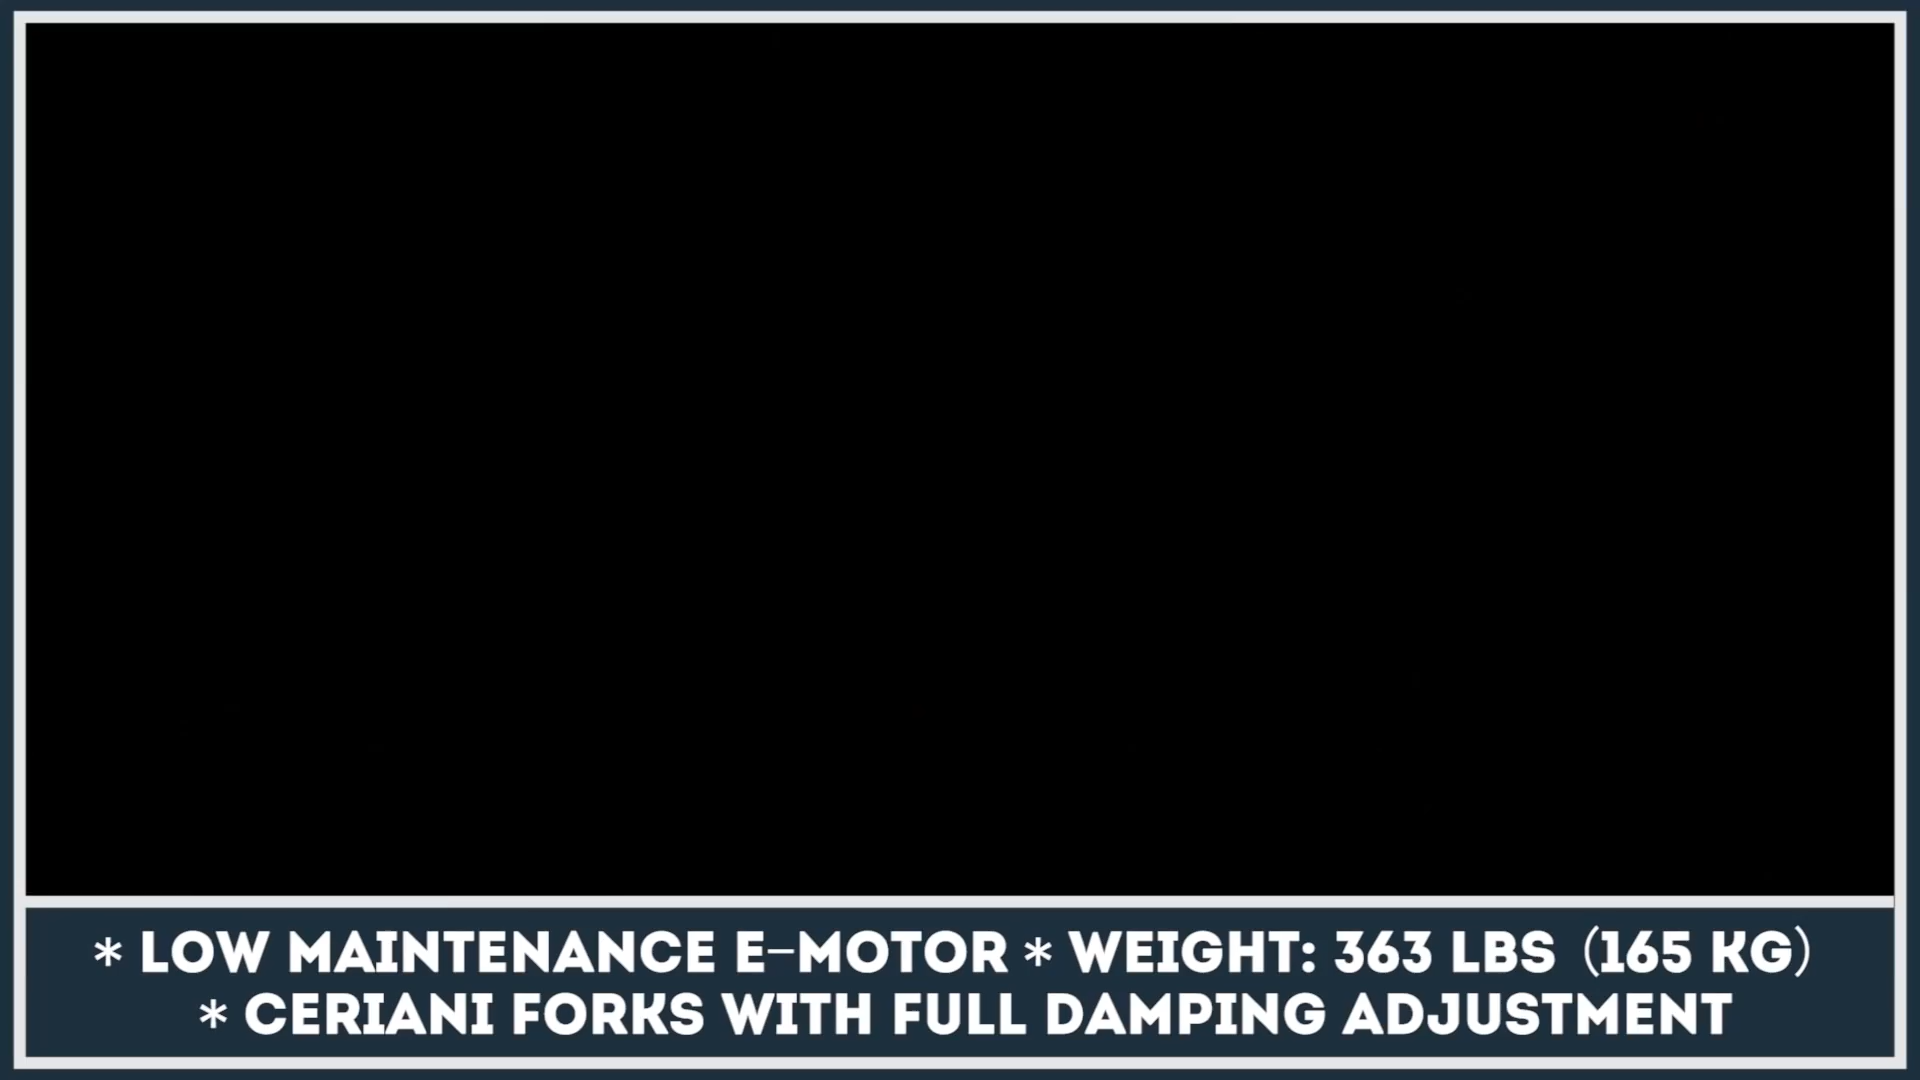 * LOW MAINTENANCE E-MOTOR * WEIGHT: 363 LBS (165 KG)
* CERIANI FORKS WITH FULL DAMPING ADJUSTMENT